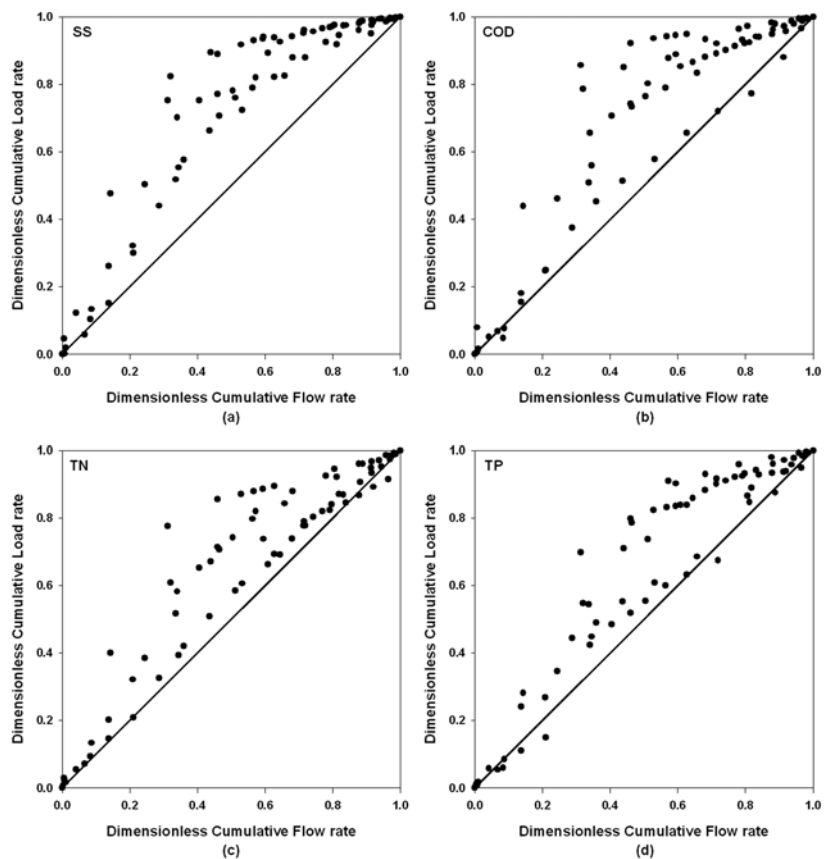 SS
1.0
0.8
0.6
0.4
0.2
0.0
Dimensionless Cumulative Load rate
0.0 0.2 0.4 0.6 0.8 1.0
Dimensionless Cumulative Flow rate
(a)
COD
1.0
0.8
0.6
0.4
0.2
0.0
Dimensionless Cumulative Load rate
0.0 0.2 0.4 0.6 0.8 1.0
Dimensionless Cumulative Flow rate
(b)
TN
1.0
0.8
0.6
0.4
0.2
0.0
Dimensionless Cumulative Load rate
0.0 0.2 0.4 0.6 0.8 1.0
Dimensionless Cumulative Flow rate
(c)
TP
1.0
0.8
0.6
0.4
0.2
0.0
Dimensionless Cumulative Load rate
0.0 0.2 0.4 0.6 0.8 1.0
Dimensionless Cumulative Flow rate
(d)